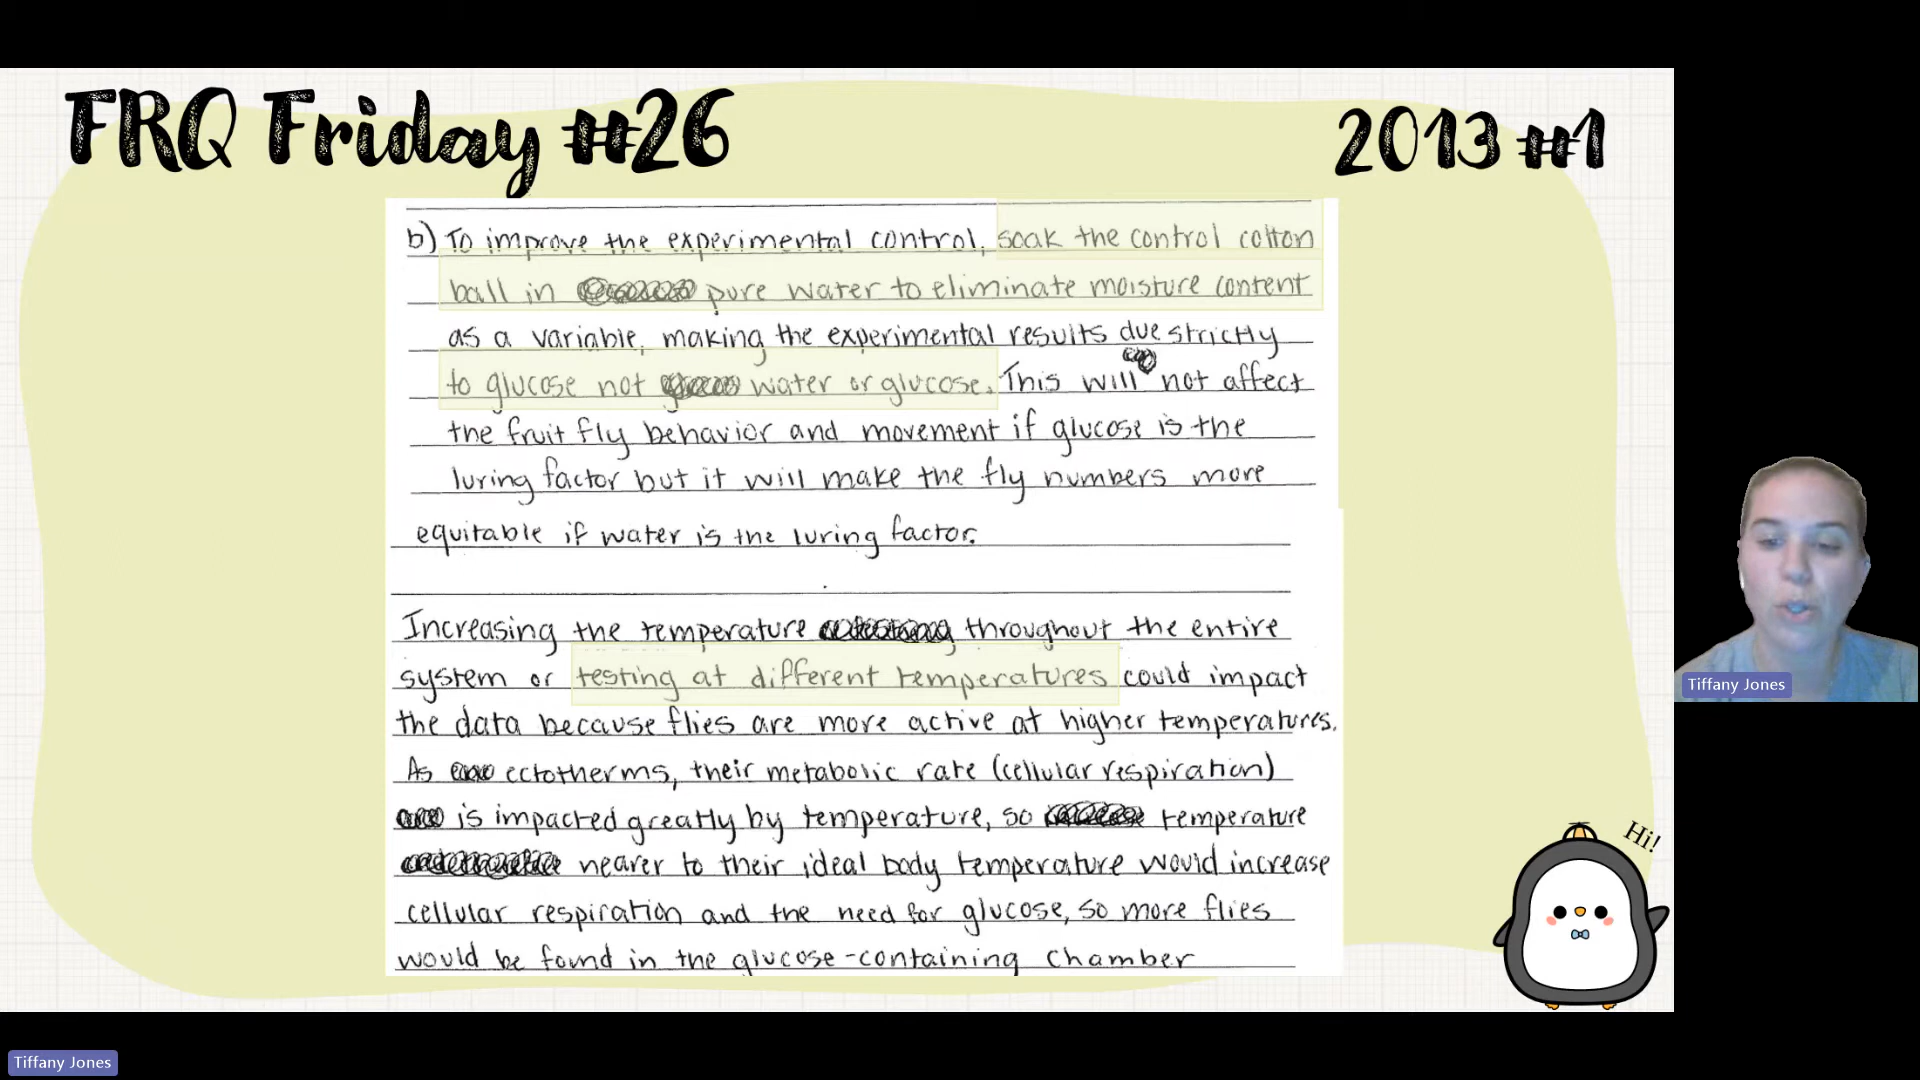 FRQ Friday #26
2013 #1
b) To improve the experimental control, soak the control cotton
ball in pure water to eliminate moisture content
as a variable, making the experimental results due strictly
to glucose not water or glucose. This will not affect
the fruit fly behavior and movement if glucose is the
luring factor but it will make the fly numbers more
equitable if water is the luring factor.
Increasing the temperature throughout the entire
system or testing at different temperatures could impact
the data because flies are more active at higher temperatures.
As ectotherms, their metabolic rate (cellular respiration)
is impacted greatly by temperature, so temperature
nearer to their ideal body temperature would increase
cellular respiration and the need for glucose, so more flies
would be found in the glucose-containing chamber
Hi!
Tiffany Jones
Tiffany Jones